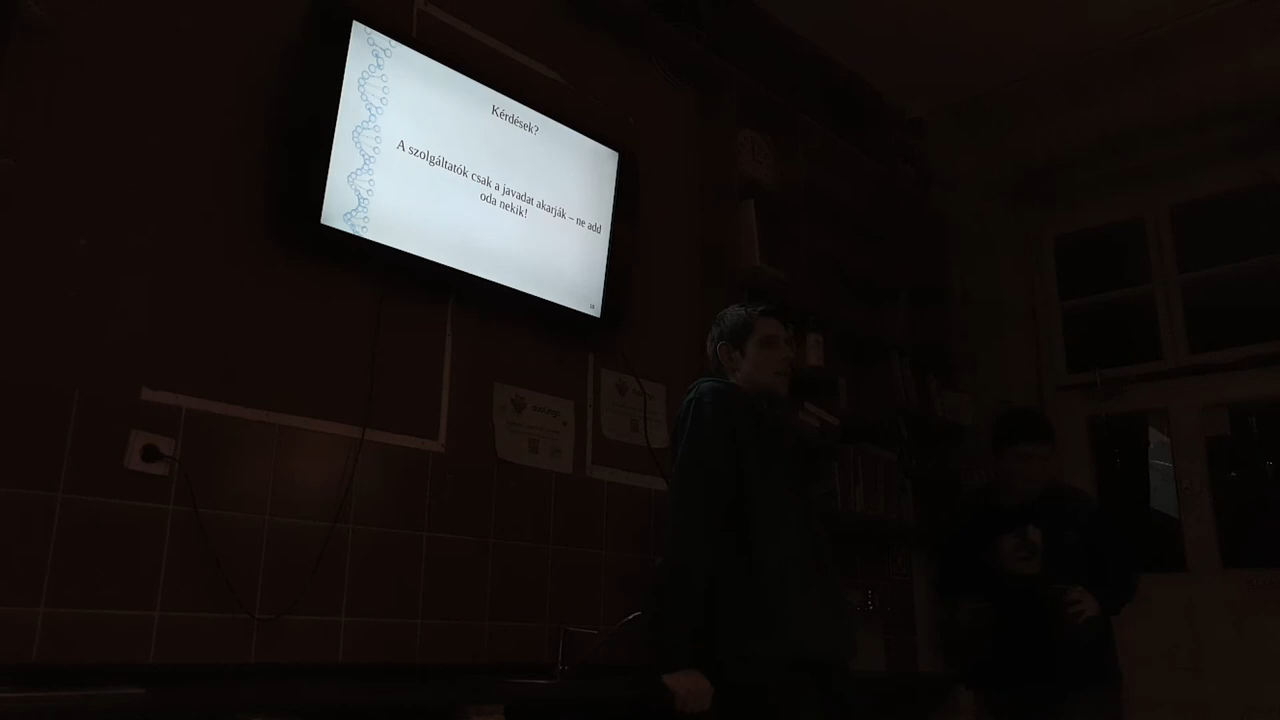 Kérdések?
A szolgáltatók csak a javadat akarják – ne add
oda nekik!